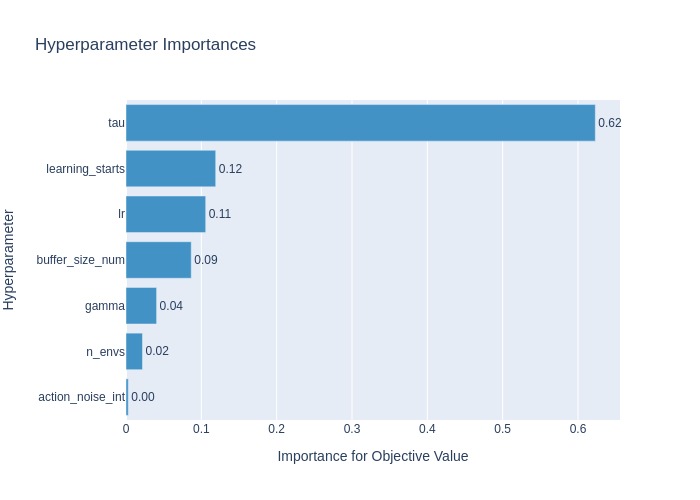 Hyperparameter Importances
Hyperparameter
tau 0.62
learning_starts 0.12
lr 0.11
buffer_size_num 0.09
gamma 0.04
n_envs 0.02
action_noise_int 0.00
0 0.1 0.2 0.3 0.4 0.5 0.6
Importance for Objective Value